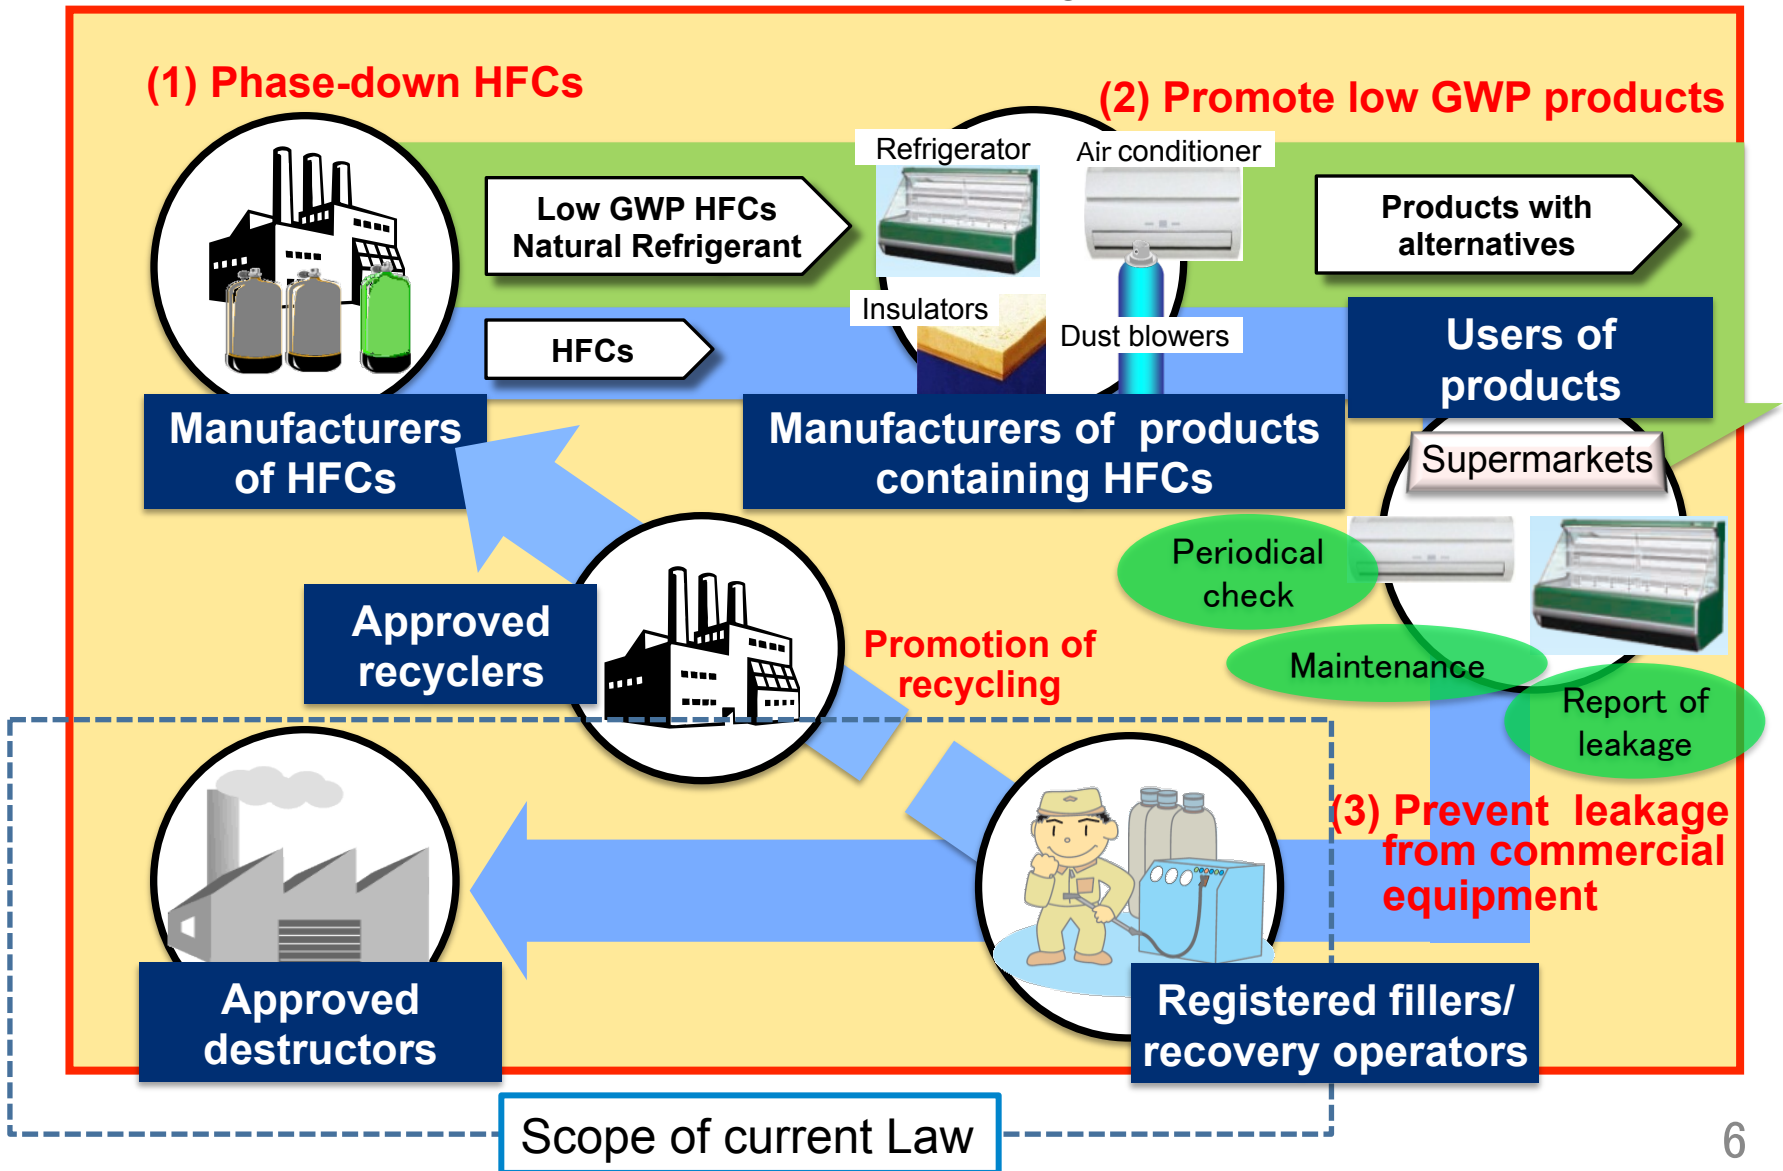 (1) Phase-down HFCs
(2) Promote low GWP products
Refrigerator
Air conditioner
Low GWP HFCs
Natural Refrigerant
Products with
alternatives
Insulators
Dust blowers
HFCs
Users of
products
Manufacturers
of HFCs
Manufacturers of products
containing HFCs
Supermarkets
Periodical
check
Maintenance
Report of
leakage
Approved
recyclers
Promotion of
recycling
(3) Prevent leakage
from commercial
equipment
Approved
destructors
Registered fillers/
recovery operators
Scope of current Law
6